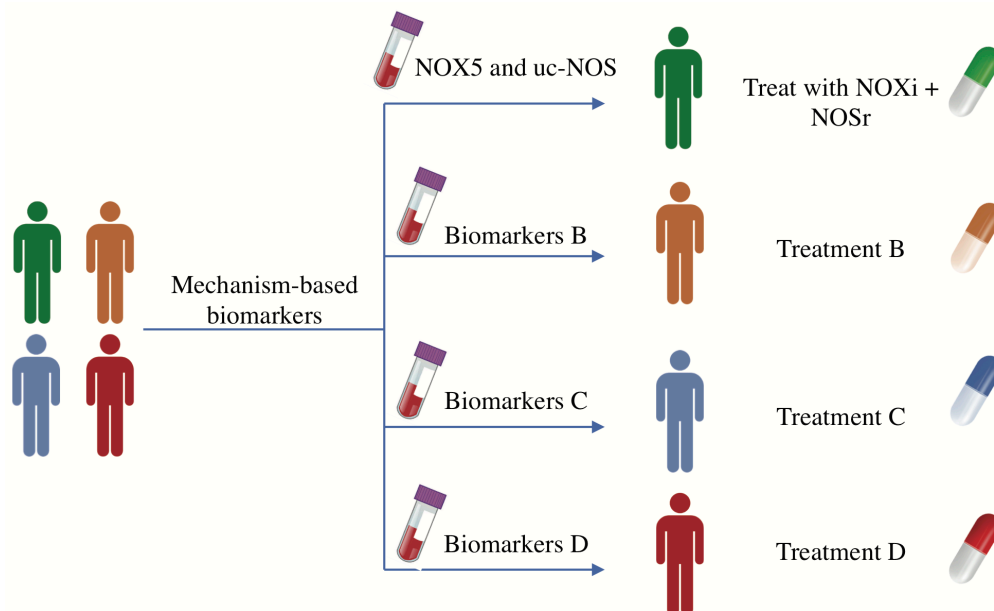 NOX5 and uc-NOS
Treat with NOXi +
NOSr
Biomarkers B
Treatment B
Mechanism-based
biomarkers
Biomarkers C
Treatment C
Biomarkers D
Treatment D